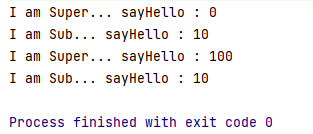 I am Super... sayHello : 0
I am Sub... sayHello : 10
I am Super... sayHello : 100
I am Sub... sayHello : 10
Process finished with exit code 0